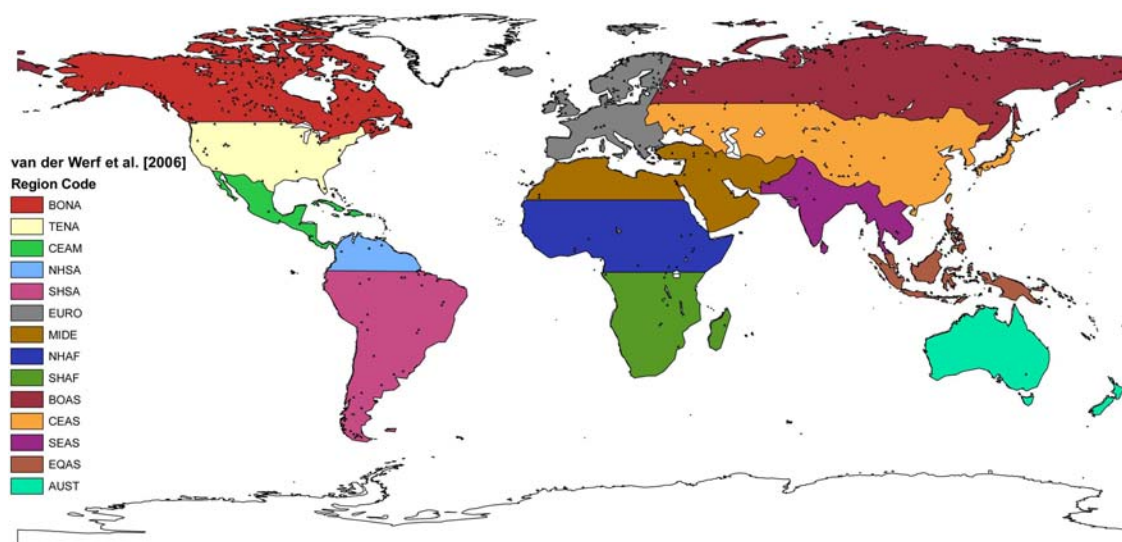 van der Werf et al. [2006]
Region Code
BONA
TENA
CEAM
NHSA
SHSA
EURO
MIDE
NHAF
SHAF
BOAS
CEAS
SEAS
EQAS
AUST